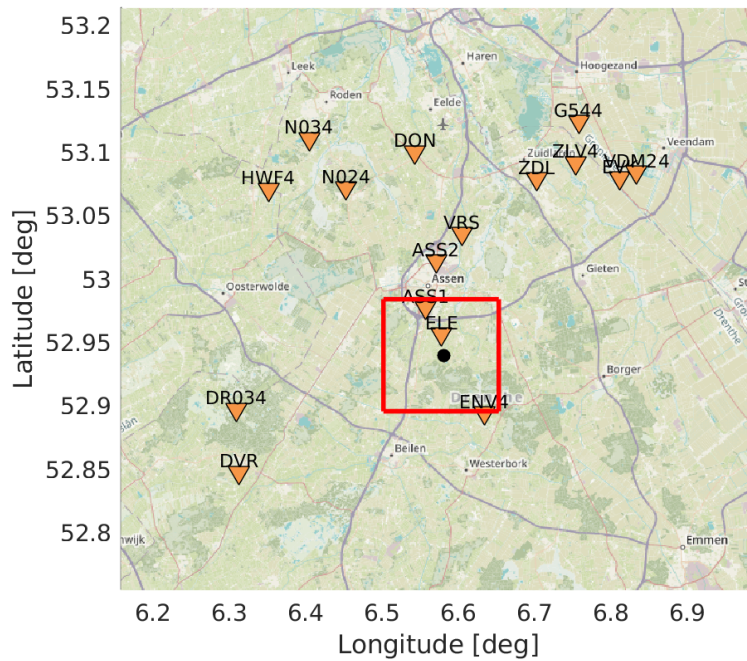 53.2
53.15
53.1
53.05
53
52.95
52.9
52.85
52.8
Latitude [deg]
Haren
Leek
Hoogezand
Roden
Eelde
G544
N034
DON
Veendam
Zuidlaren
ZLV4
VDM24
ZDL
HWF4
N024
VRS
ASS2
Gieten
Assen
Oosterwolde
ASS1
ELE
Drenthe
Borger
DR034
ENV4
Beilen
Westerbork
DVR
nwijk
Emmen
6.2 6.3 6.4 6.5 6.6 6.7 6.8 6.9
Longitude [deg]